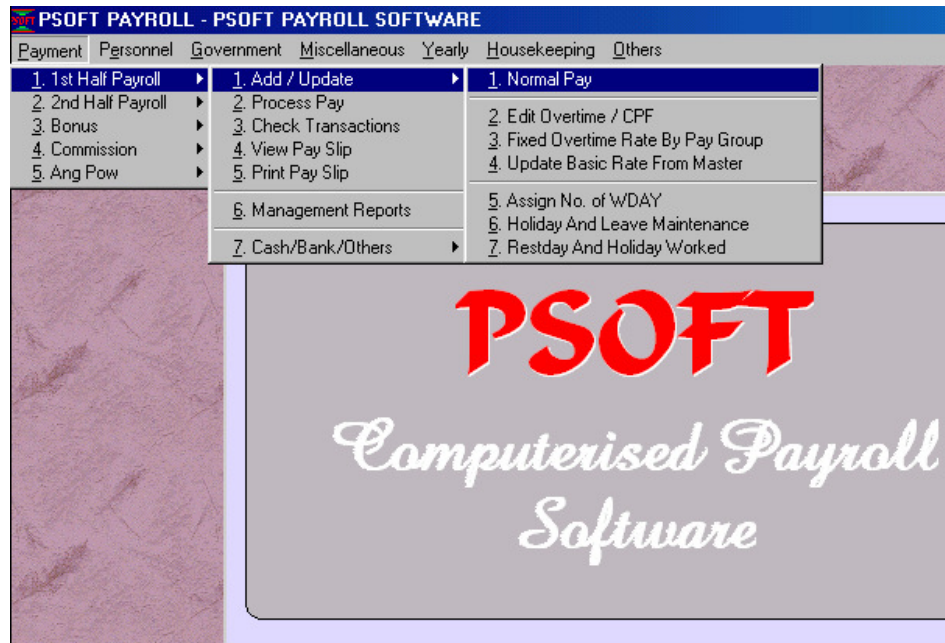 PSOFT PAYROLL - PSOFT PAYROLL SOFTWARE
Payment Personnel Government Miscellaneous Yearly Housekeeping Others
1. 1st Half Payroll
2. 2nd Half Payroll
3. Bonus
4. Commission
5. Ang Pow
1. Add / Update
2. Process Pay
3. Check Transactions
4. View Pay Slip
5. Print Pay Slip
6. Management Reports
7. Cash/Bank/Others
1. Normal Pay
2. Edit Overtime / CPF
3. Fixed Overtime Rate By Pay Group
4. Update Basic Rate From Master
5. Assign No. of WDAY
6. Holiday And Leave Maintenance
7. Restday And Holiday Worked
PSOFT
Computerised Payroll
Software